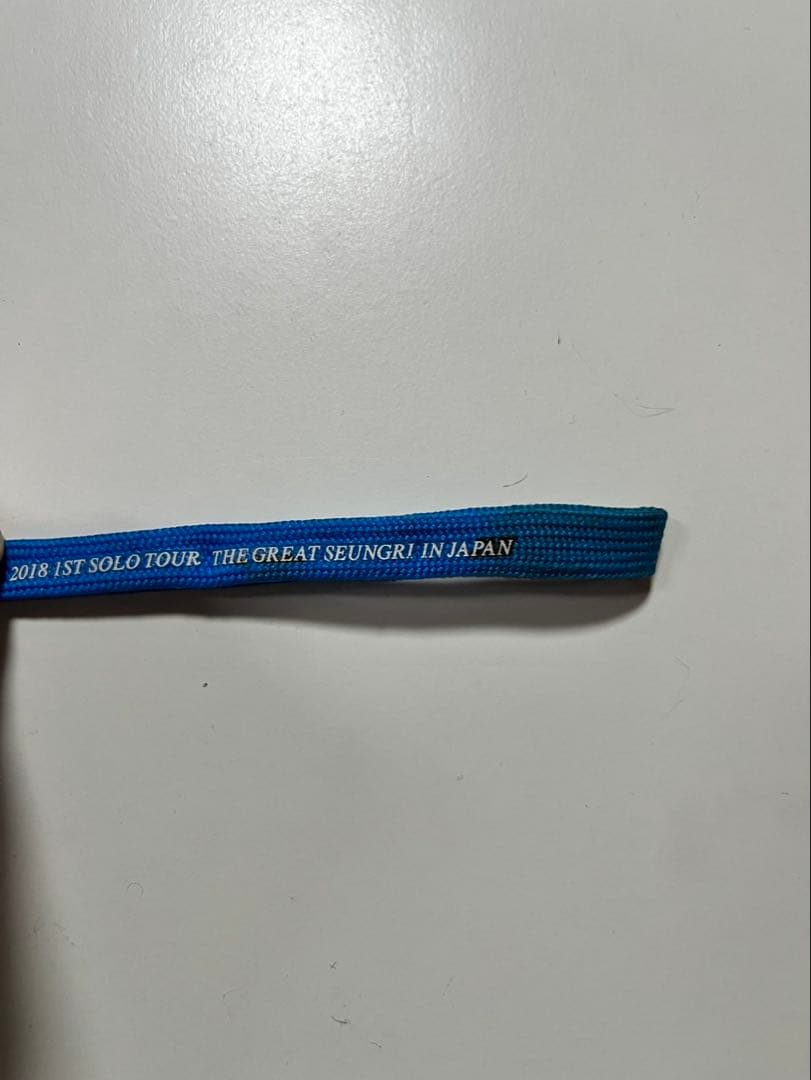 2018 1ST SOLO TOUR THE GREAT SEUNGRI IN JAPAN